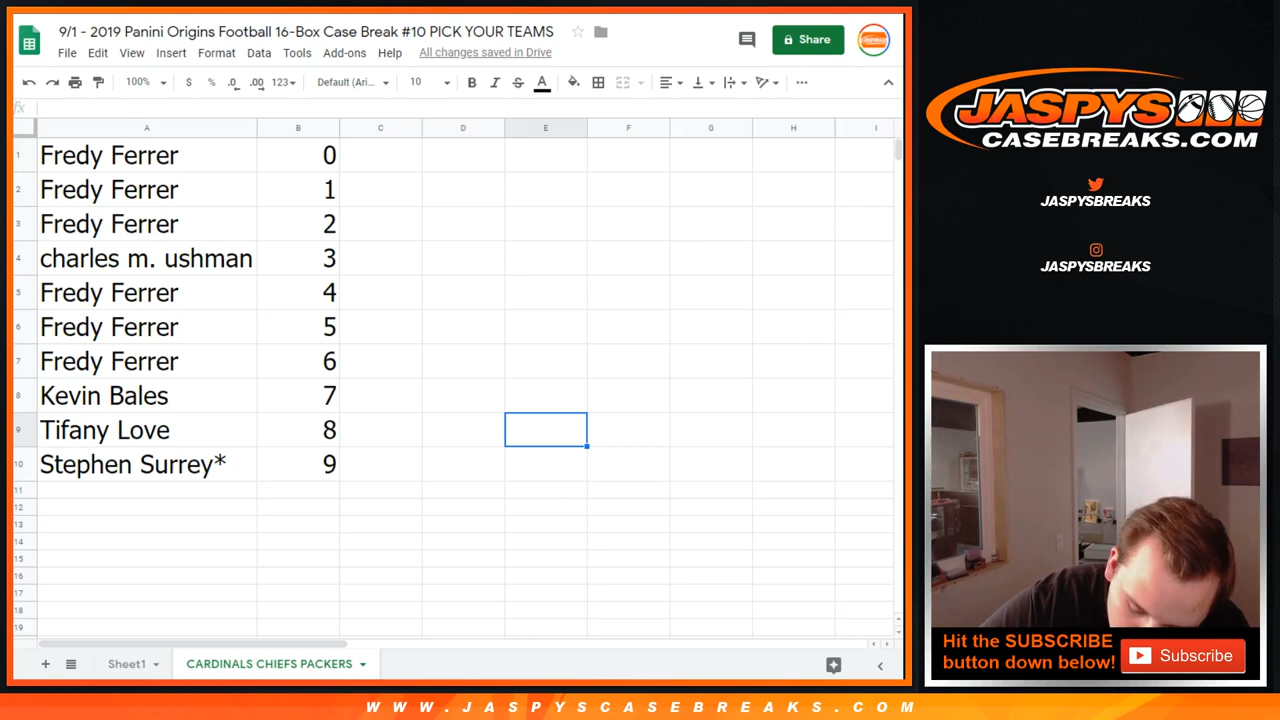 9/1 - 2019 Panini Origins Football 16-Box Case Break #10 PICK YOUR TEAMS
File Edit View Insert Format Data Tools Add-ons Help All changes saved in Drive
Share
100% $ % .0 .00 123 Default (Ari... 10 B I S A
fx
A B C D E F G H I
1 Fredy Ferrer 0
2 Fredy Ferrer 1
3 Fredy Ferrer 2
4 charles m. ushman 3
5 Fredy Ferrer 4
6 Fredy Ferrer 5
7 Fredy Ferrer 6
8 Kevin Bales 7
9 Tifany Love 8
10 Stephen Surrey* 9
11
12
13
14
15
16
17
18
19
Sheet1 CARDINALS CHIEFS PACKERS
JASPYS
CASEBREAKS.COM
JASPYSBREAKS
JASPYSBREAKS
Hit the SUBSCRIBE
button down below!
Subscribe
WWW.JASPYSCASEBREAKS.COM